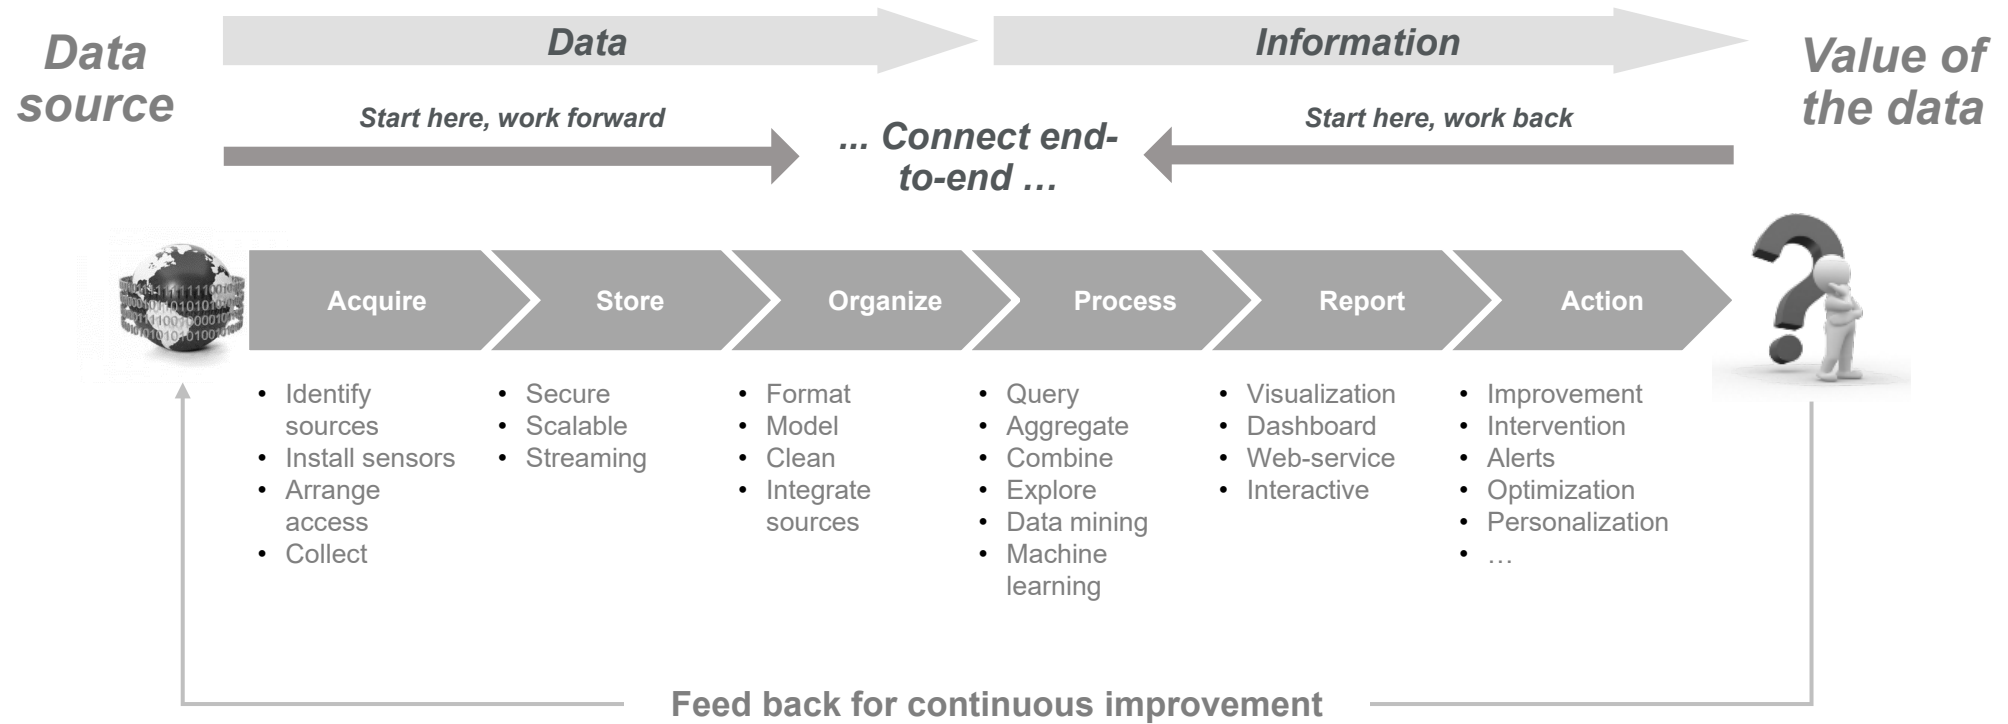 Data
source
Data
Information
Value of
the data
Start here, work forward
... Connect end-
to-end …
Start here, work back
Acquire
Store
Organize
Process
Report
Action
• Identify
sources
• Install sensors
• Arrange
access
• Collect
• Secure
• Scalable
• Streaming
• Format
• Model
• Clean
• Integrate
sources
• Query
• Aggregate
• Combine
• Explore
• Data mining
• Machine
learning
• Visualization
• Dashboard
• Web-service
• Interactive
• Improvement
• Intervention
• Alerts
• Optimization
• Personalization
• …
Feed back for continuous improvement